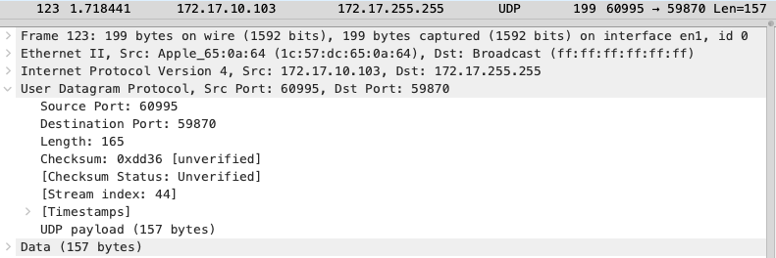 123 1.718441 172.17.10.103 172.17.255.255 UDP 199 60995 → 59870 Len=157
Frame 123: 199 bytes on wire (1592 bits), 199 bytes captured (1592 bits) on interface en1, id 0
Ethernet II, Src: Apple_65:0a:64 (1c:57:dc:65:0a:64), Dst: Broadcast (ff:ff:ff:ff:ff:ff)
Internet Protocol Version 4, Src: 172.17.10.103, Dst: 172.17.255.255
User Datagram Protocol, Src Port: 60995, Dst Port: 59870
Source Port: 60995
Destination Port: 59870
Length: 165
Checksum: 0xdd36 [unverified]
[Checksum Status: Unverified]
[Stream index: 44]
[Timestamps]
UDP payload (157 bytes)
Data (157 bytes)